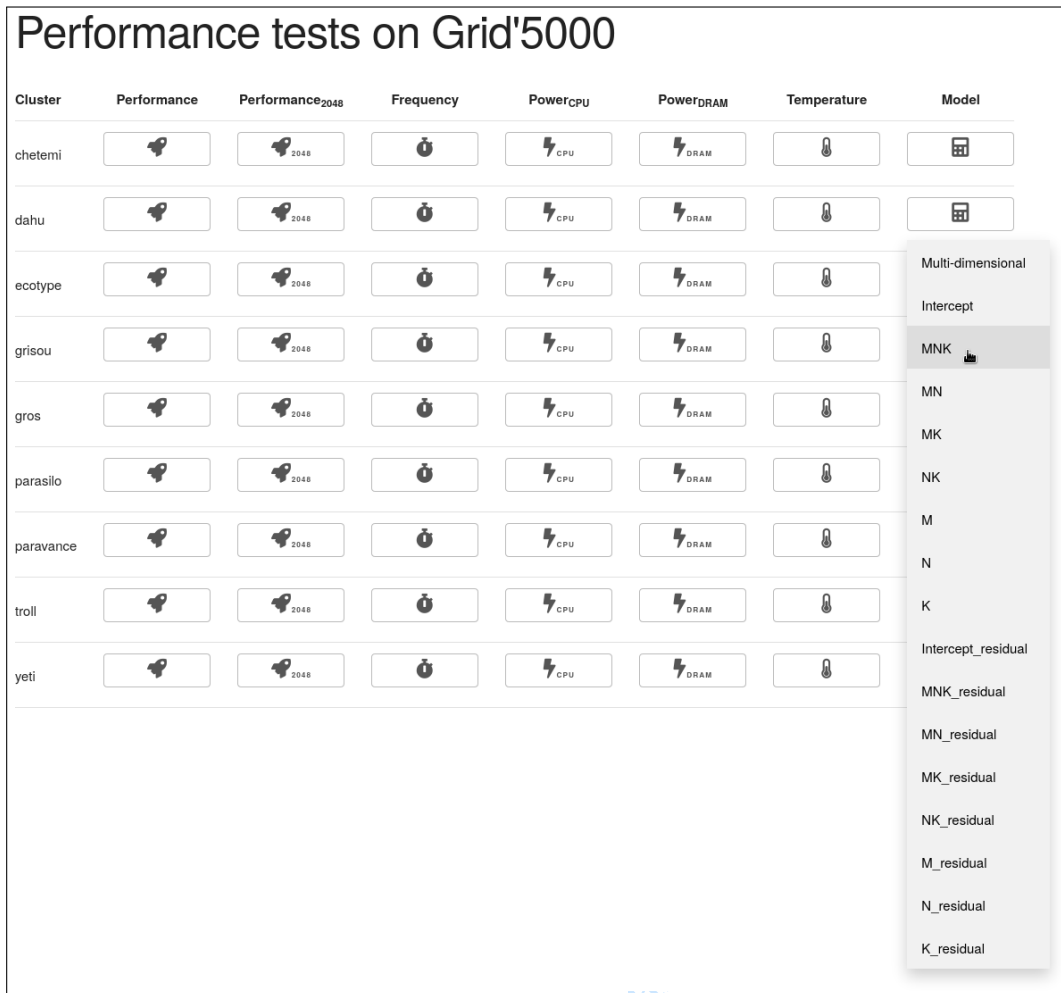 Performance tests on Grid'5000
Cluster Performance Performance2048 Frequency PowerCPU PowerDRAM Temperature Model
chetemi 2048 CPU DRAM
dahu 2048 CPU DRAM
Multi-dimensional
ecotype 2048 CPU DRAM
Intercept
grisou 2048 CPU DRAM
MNK
MN
gros 2048 CPU DRAM
MK
parasilo 2048 CPU DRAM
NK
M
paravance 2048 CPU DRAM
N
troll 2048 CPU DRAM
K
Intercept_residual
yeti 2048 CPU DRAM
MNK_residual
MN_residual
MK_residual
NK_residual
M_residual
N_residual
K_residual